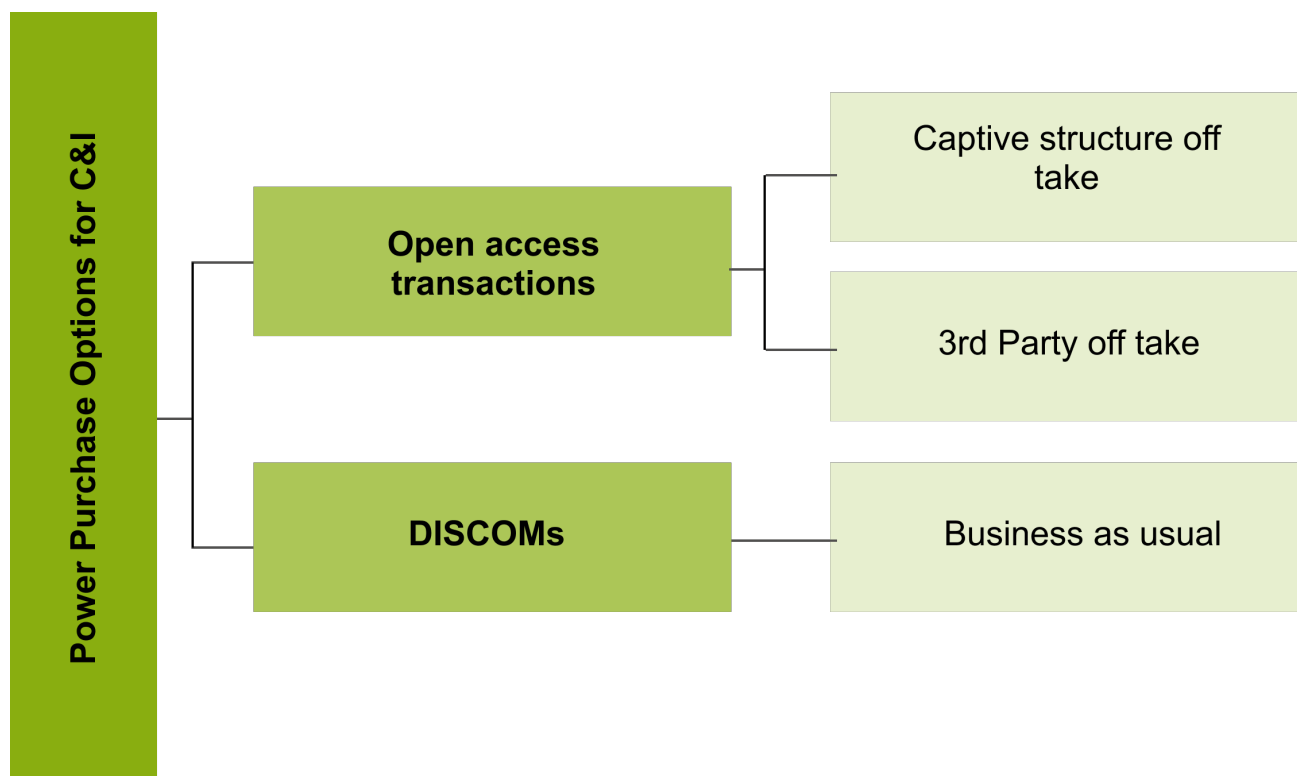 Power Purchase Options for C&I
Open access
transactions
Captive structure off
take
3rd Party off take
DISCOMs
Business as usual